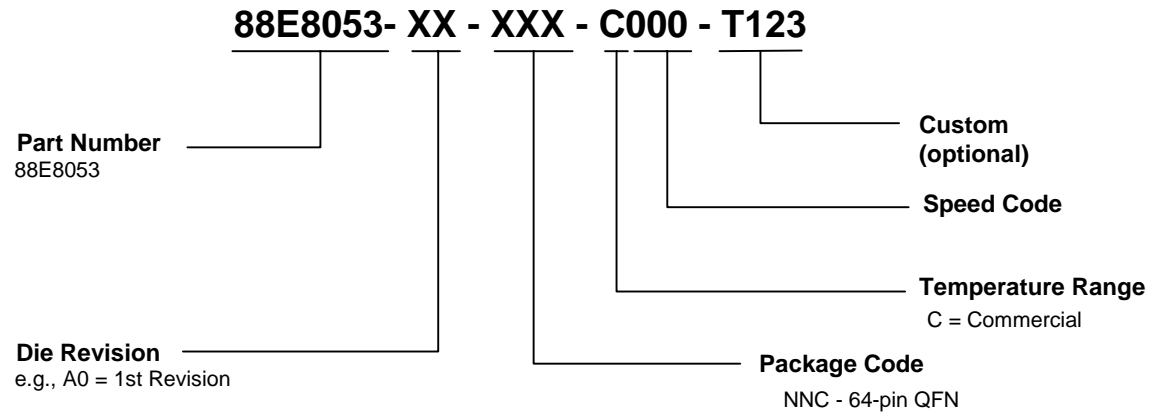 88E8053- XX - XXX - C000 - T123
Part Number
88E8053
Custom
(optional)
Speed Code
Temperature Range
C = Commercial
Die Revision
e.g., A0 = 1st Revision
Package Code
NNC - 64-pin QFN